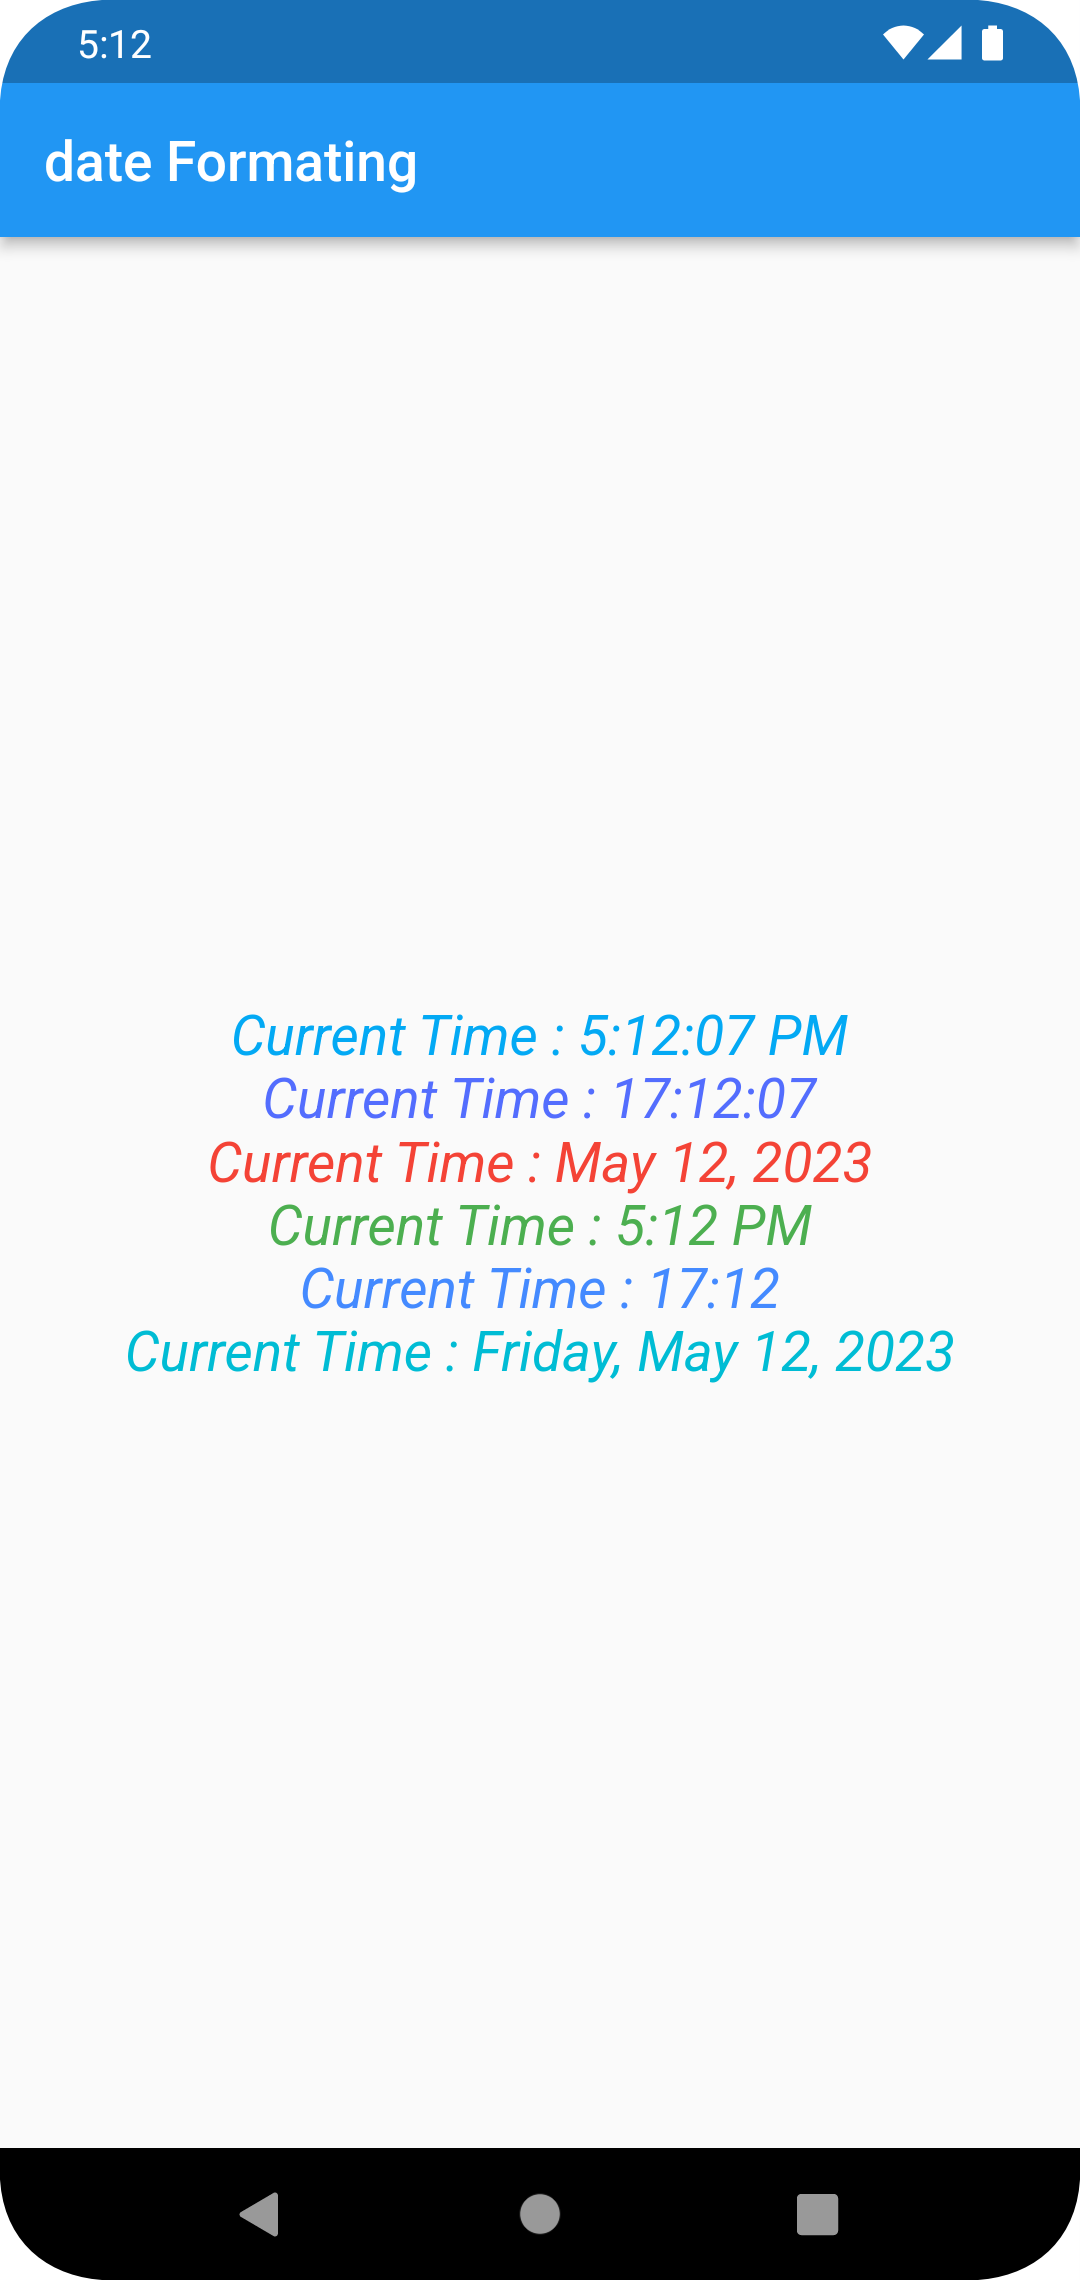 5:12
date Formating
Current Time : 5:12:07 PM
Current Time : 17:12:07
Current Time : May 12, 2023
Current Time : 5:12 PM
Current Time : 17:12
Current Time : Friday, May 12, 2023